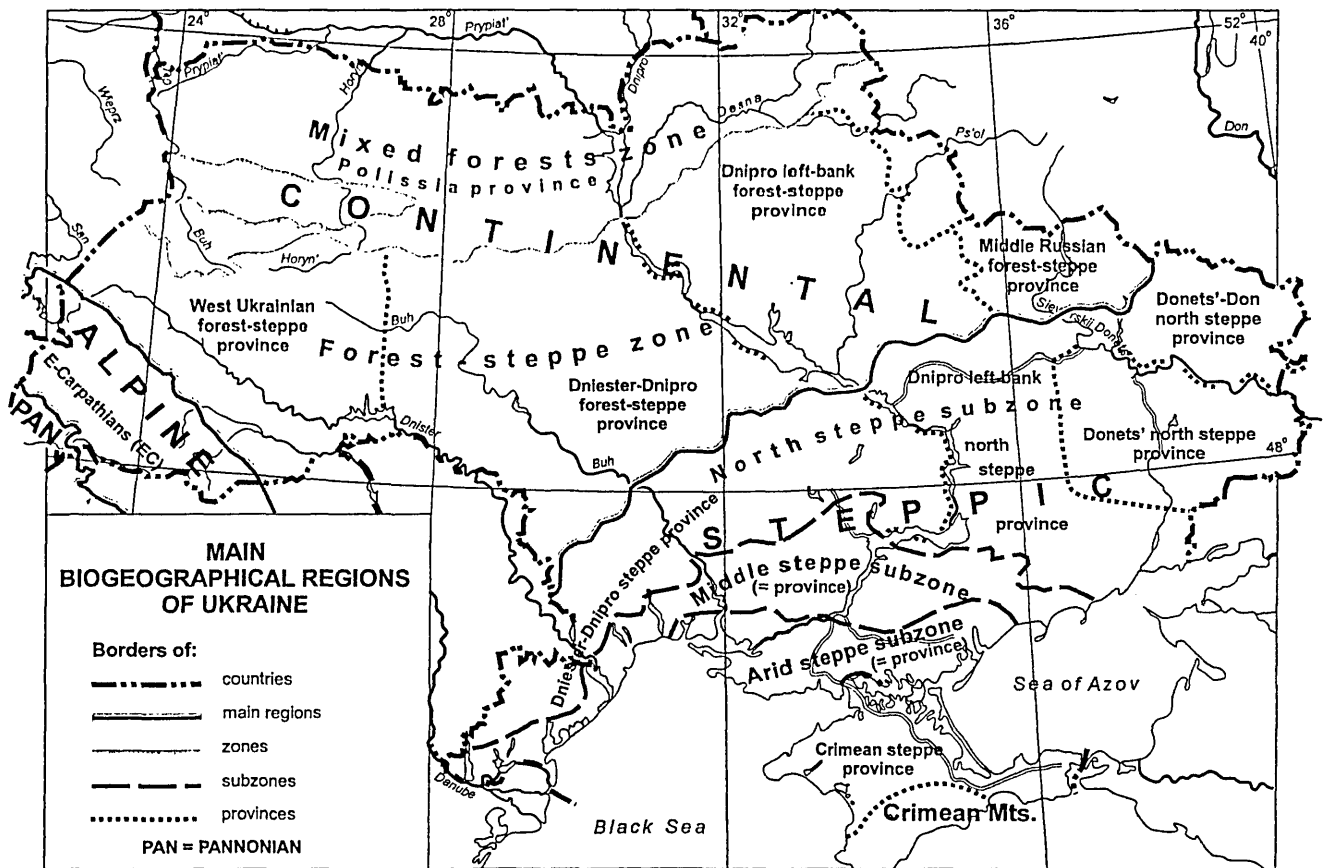 24°
28°
32°
36°
52°
40°
Prypiat'
Prypiat'
Horyn'
Dnipro
Desna
Ps'ol
Don
Wieprz
San
Buh
Horyn'
Mixed forests zone
Polissia province
CONTINENTAL
Dnipro left-bank
forest-steppe
province
Middle Russian
forest-steppe
province
Donets'-Don
north steppe
province
West Ukrainian
forest-steppe
province
Buh
Forest-steppe zone
Dniester-Dnipro
forest-steppe
province
ALPINE
E-Carpathians (EC)
PAN
Dnister
Buh
Dnipro left-bank
north
steppe
province
North steppe subzone
Donets' north steppe
province
48°
STEPPIC
Dniester-Dnipro steppe province
Middle steppe subzone
(= province)
Arid steppe subzone
(= province)
Sea of Azov
Crimean steppe
province
Crimean Mts.
Black Sea
Danube
MAIN
BIOGEOGRAPHICAL REGIONS
OF UKRAINE
Borders of:
countries
main regions
zones
subzones
provinces
PAN = PANNONIAN